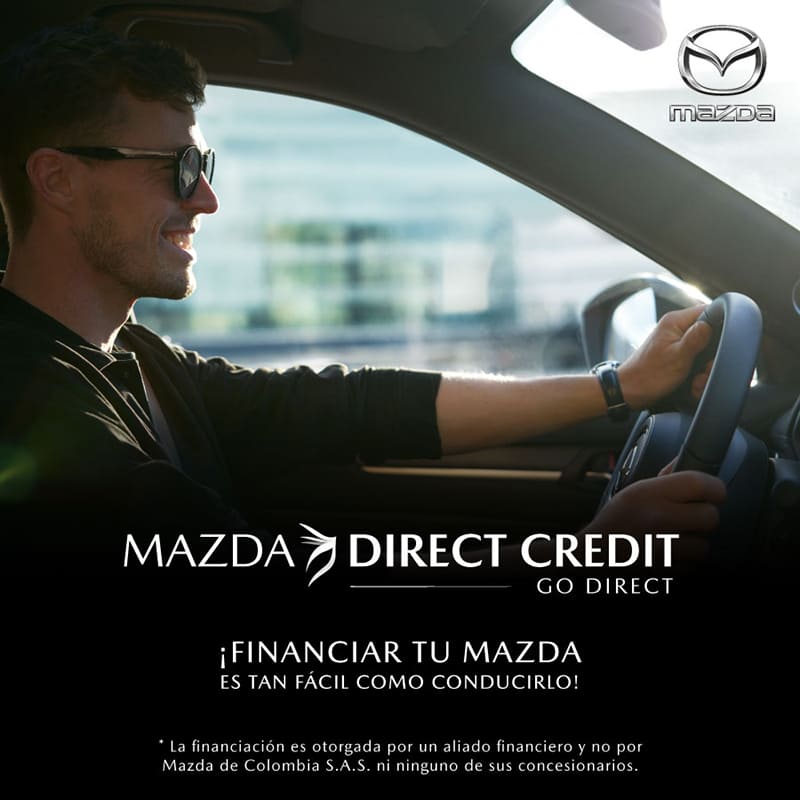 mazda
MAZDA DIRECT CREDIT
GO DIRECT
¡FINANCIAR TU MAZDA
ES TAN FÁCIL COMO CONDUCIRLO!
* La financiación es otorgada por un aliado financiero y no por
Mazda de Colombia S.A.S. ni ninguno de sus concesionarios.